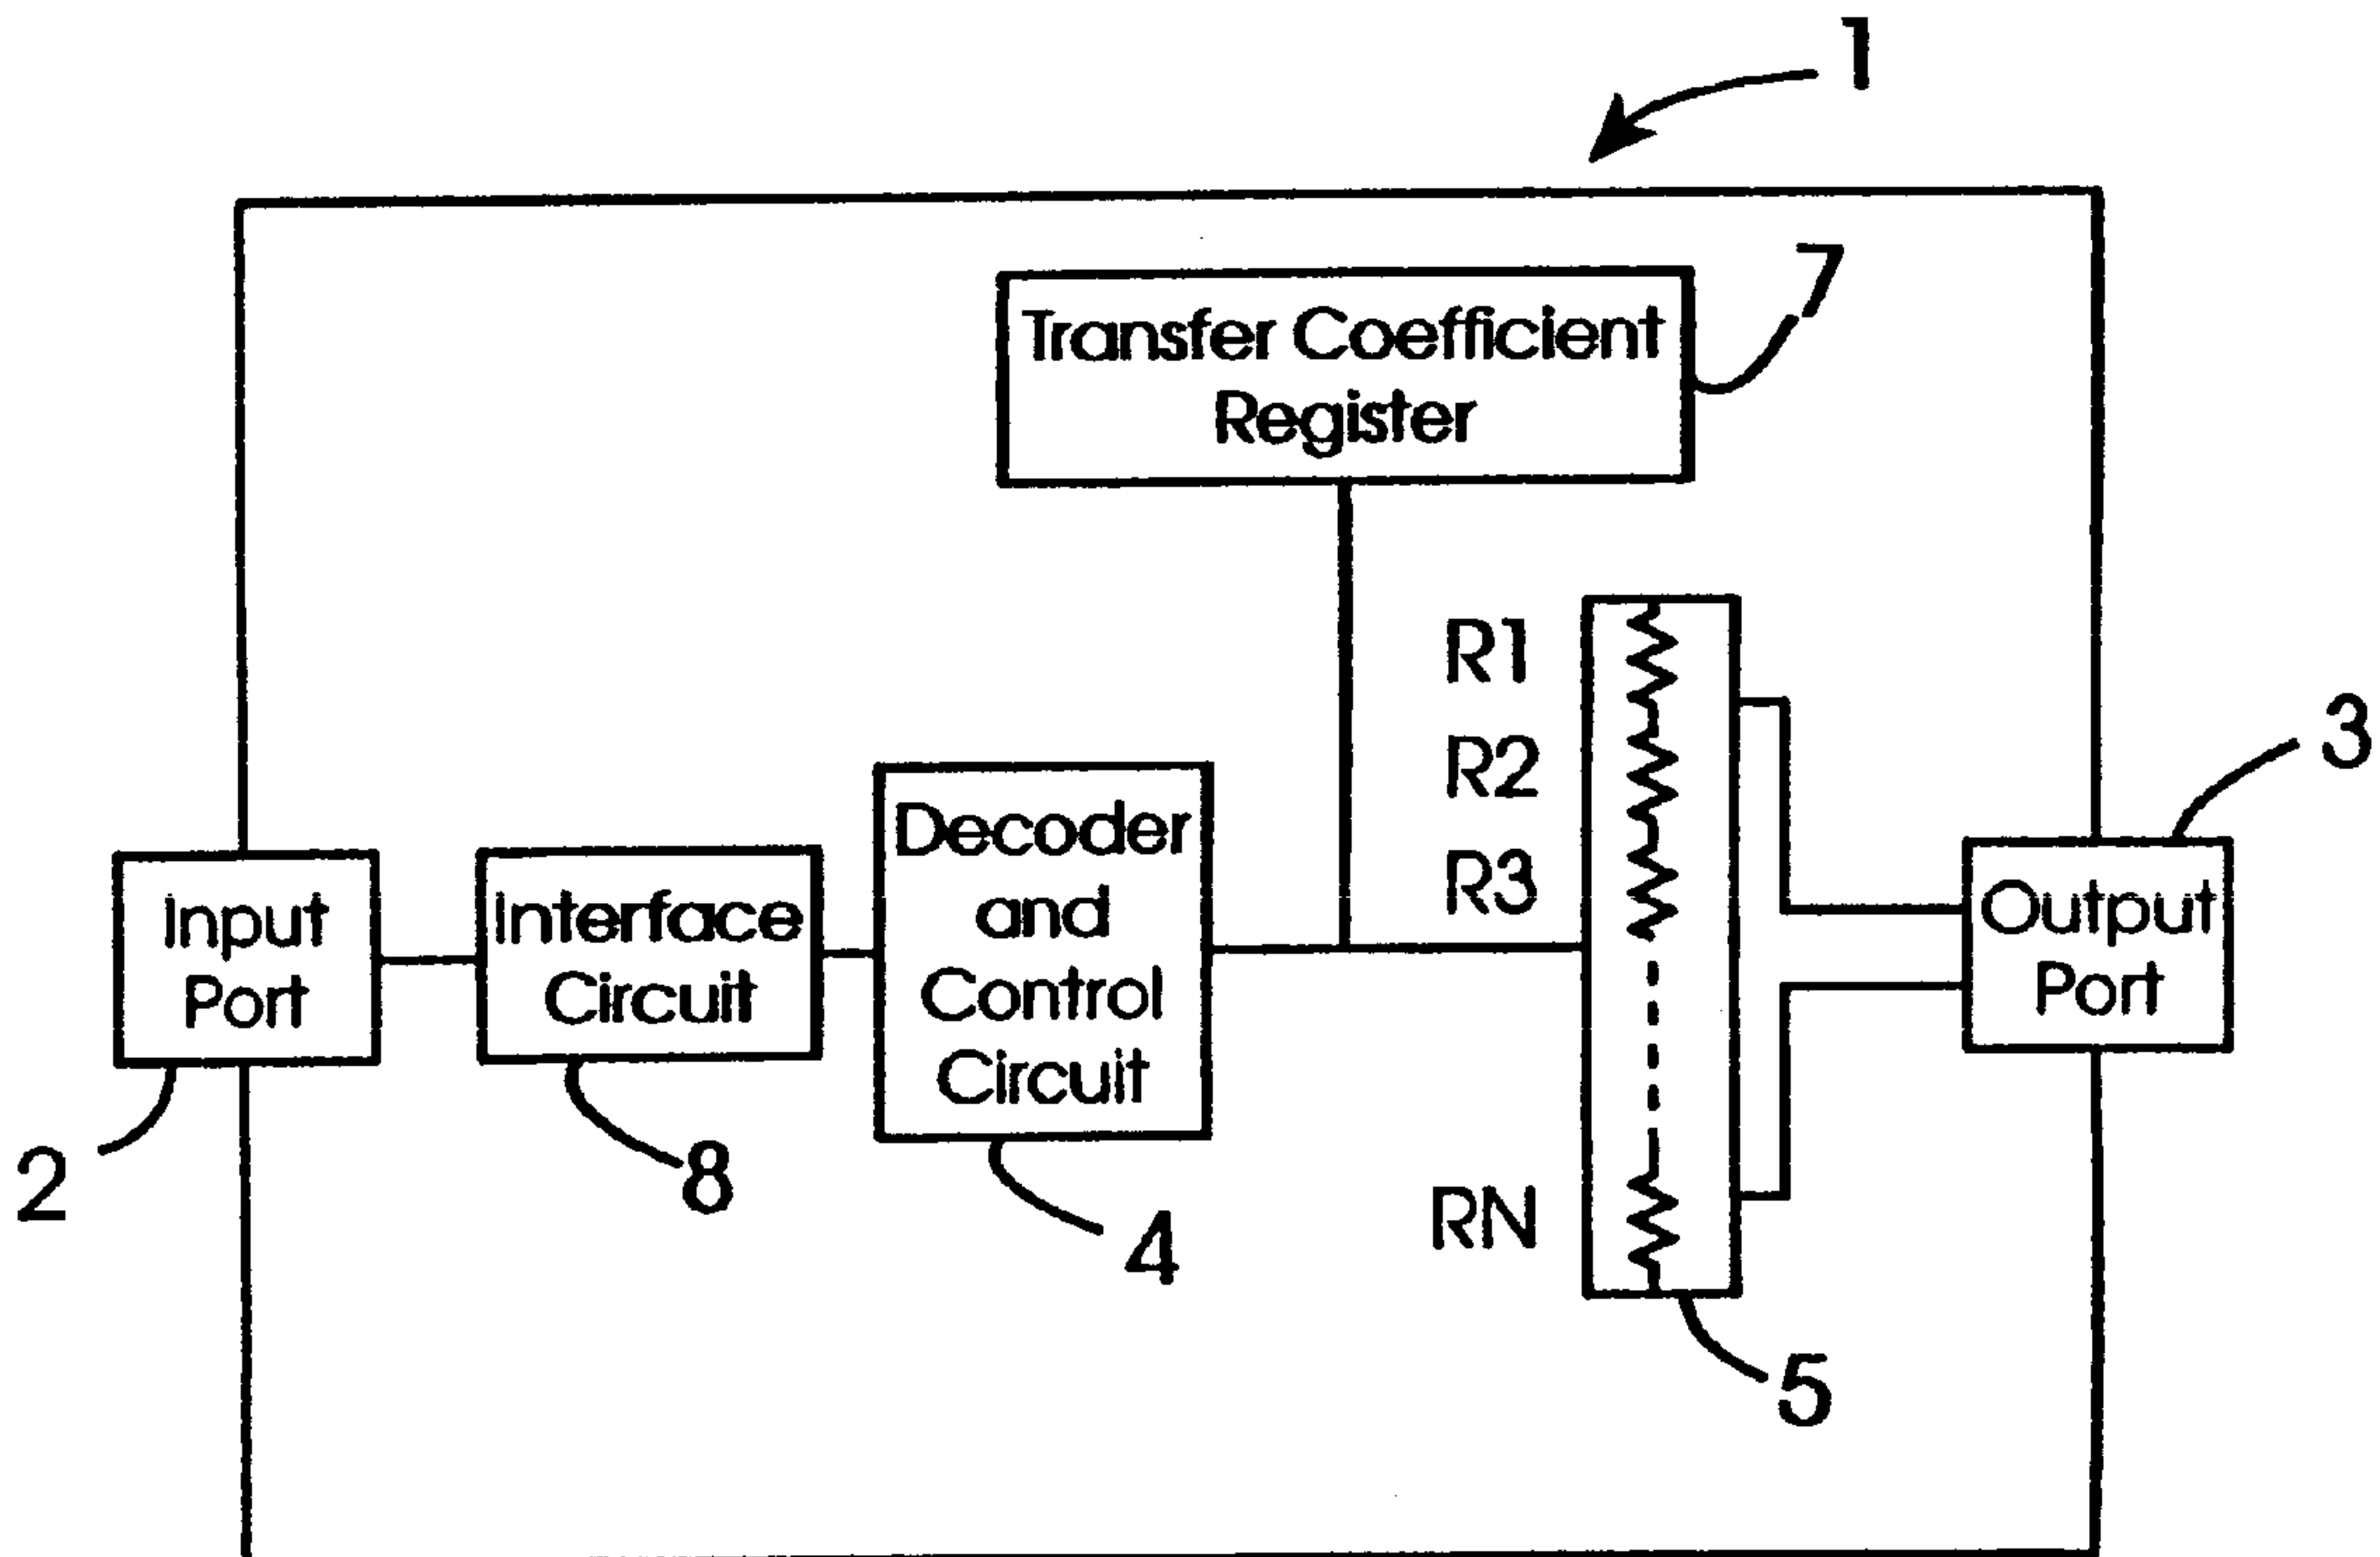 1
Transfer Coefficient
Register
7
R1
R2
R3
RN
3
Input
Port
Interface
Circuit
Decoder
and
Control
Circuit
Output
Port
2
8
4
5